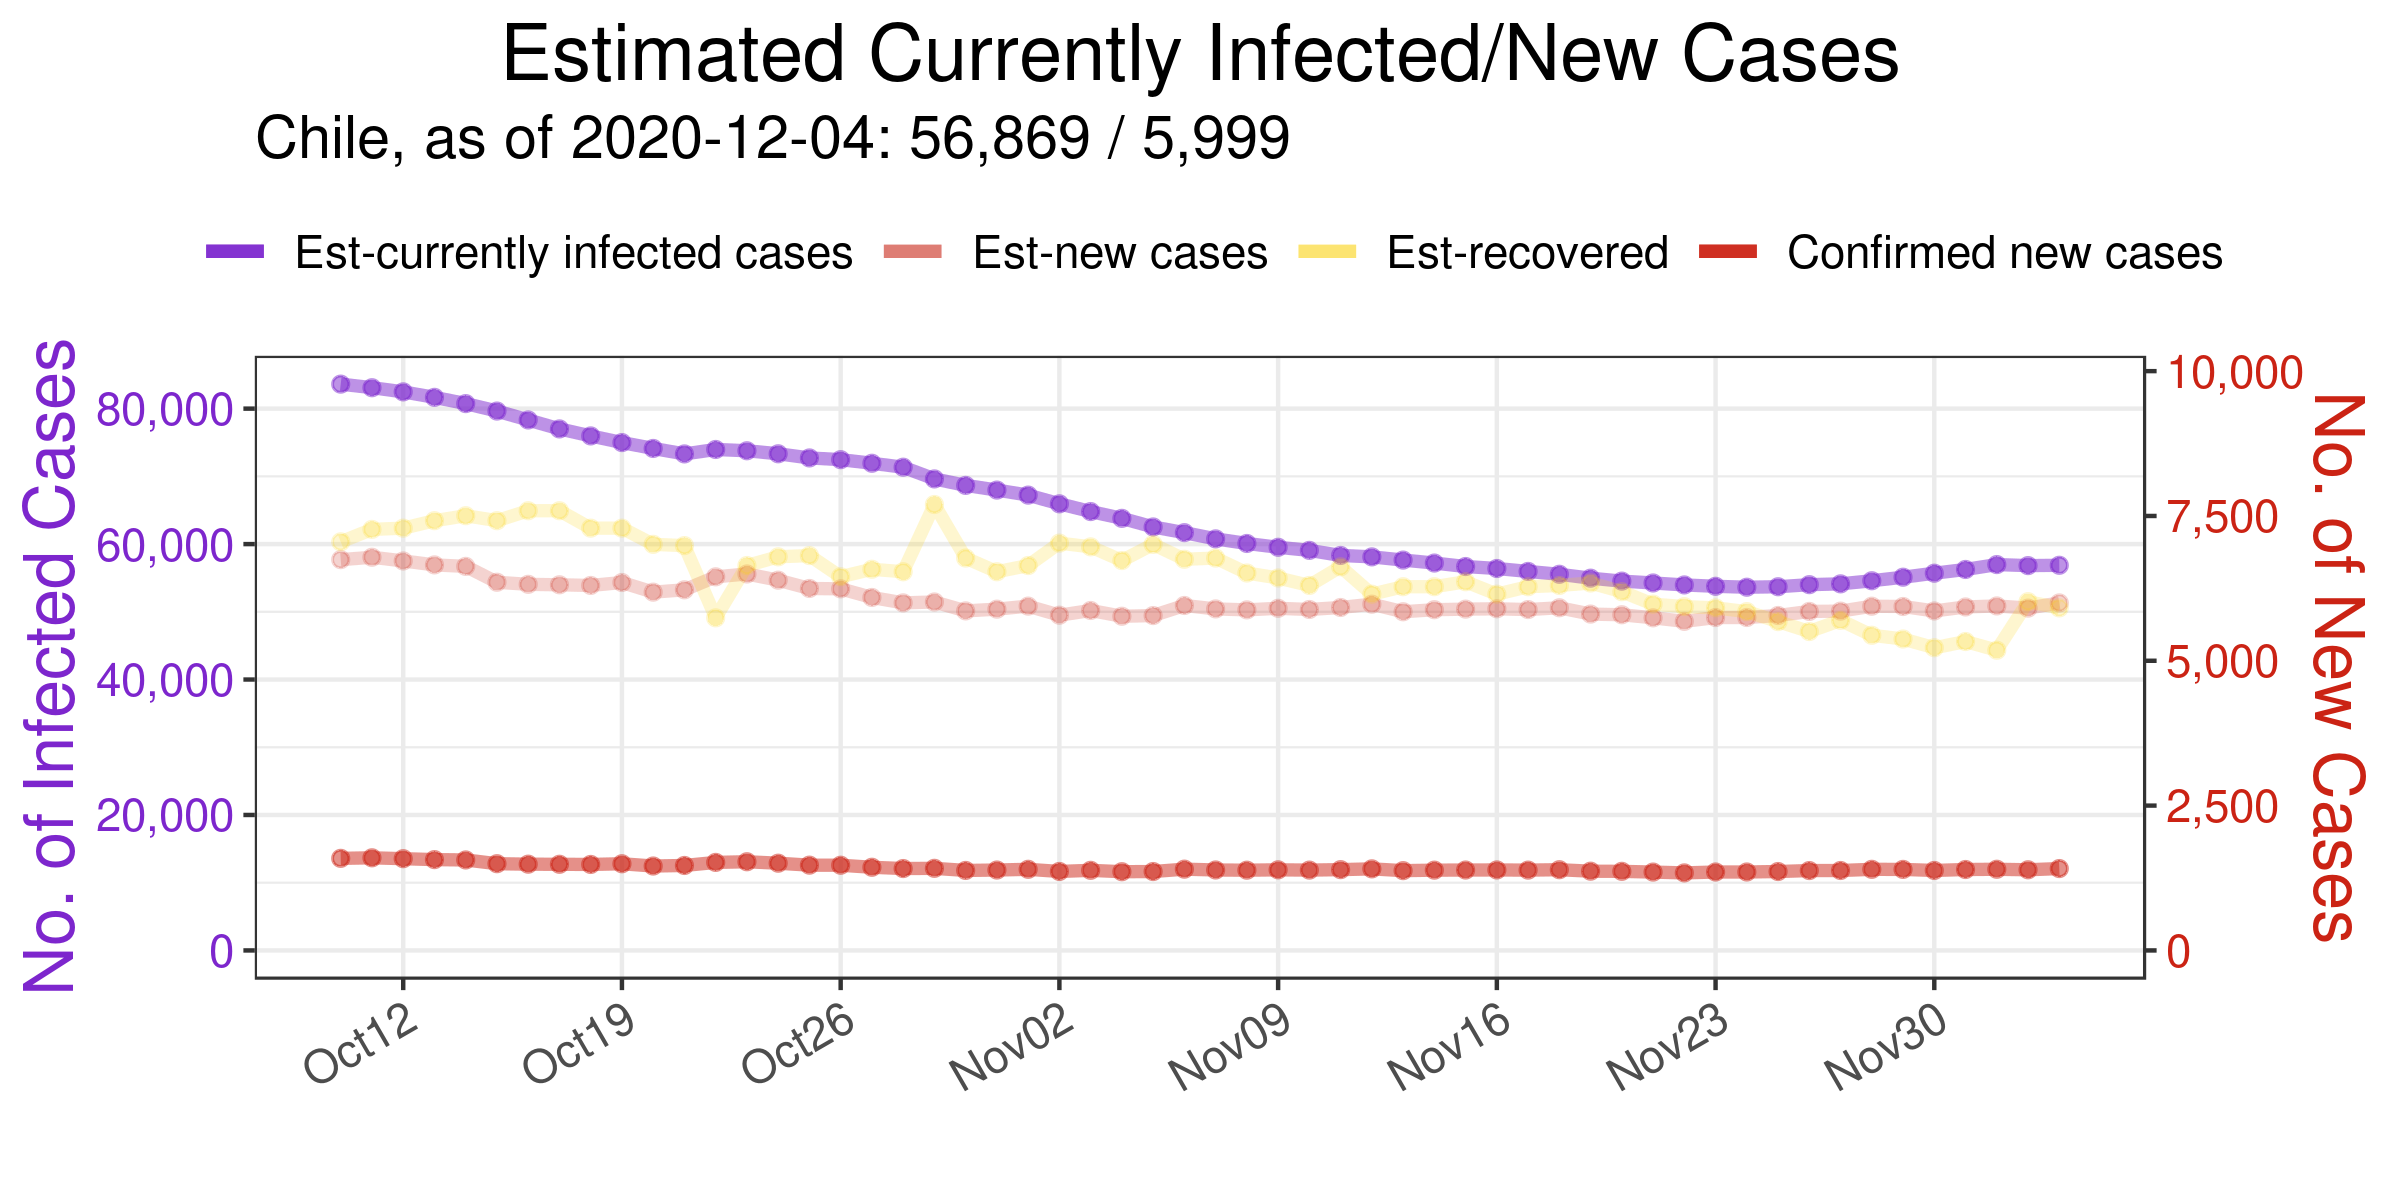 Estimated Currently Infected/New Cases
Chile, as of 2020-12-04: 56,869 / 5,999
Est-currently infected cases Est-new cases Est-recovered Confirmed new cases
No. of Infected Cases
80,000
60,000
40,000
20,000
0
10,000
7,500
5,000
2,500
0
No. of New Cases
Oct12 Oct19 Oct26 Nov02 Nov09 Nov16 Nov23 Nov30